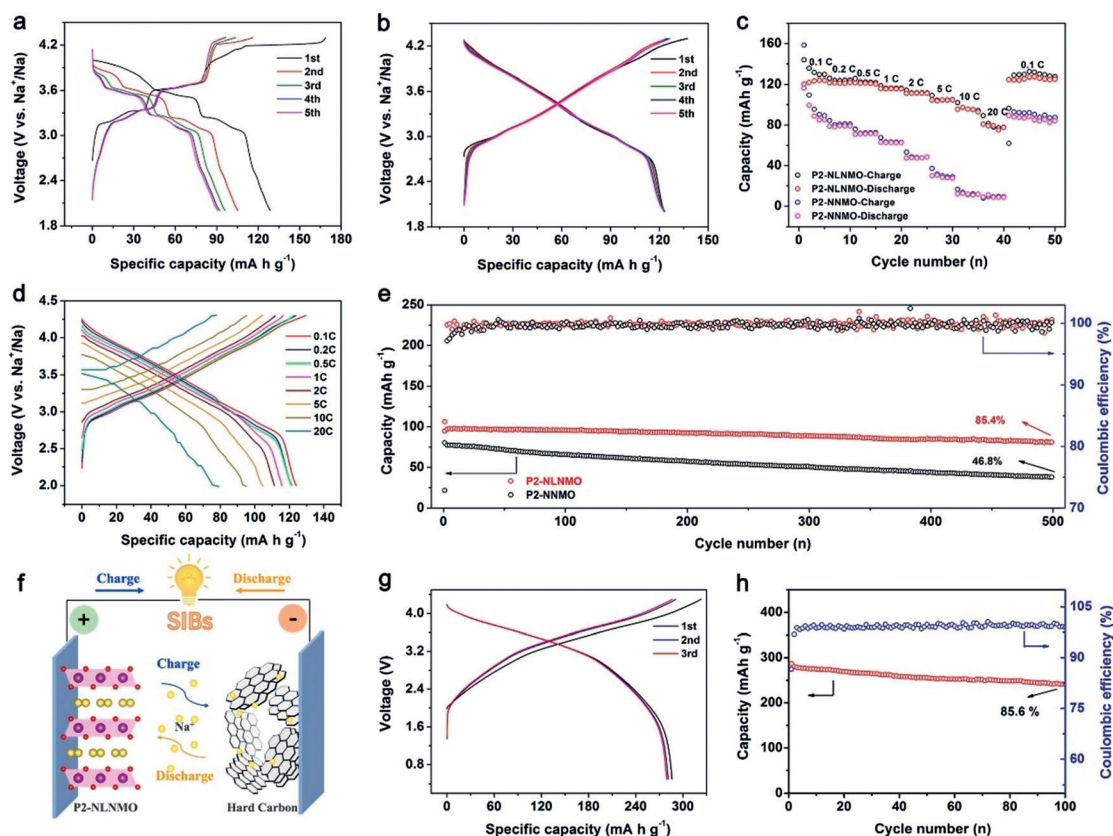 a
Voltage (V vs. Na⁺/Na)
4.2
3.6
3.0
2.4
1.8
1st
2nd
3rd
4th
5th
0 30 60 90 120 150 180
Specific capacity (mA h g⁻¹)
b
Voltage (V vs. Na⁺/Na)
4.2
3.6
3.0
2.4
1.8
1st
2nd
3rd
4th
5th
0 30 60 90 120 150
Specific capacity (mA h g⁻¹)
c
Capacity (mAh g⁻¹)
160
120
80
40
0
0.1 C
0.2 C
0.5 C
1 C
2 C
5 C
10 C
20 C
0.1 C
P2-NLNMO-Charge
P2-NLNMO-Discharge
P2-NNMO-Charge
P2-NNMO-Discharge
0 10 20 30 40 50
Cycle number (n)
d
Voltage (V vs. Na⁺/Na)
4.5
4.0
3.5
3.0
2.5
2.0
0.1C
0.2C
0.5C
1C
2C
5C
10C
20C
0 20 40 60 80 100 120 140
Specific capacity (mA h g⁻¹)
e
Capacity (mAh g⁻¹)
250
225
200
175
150
125
100
75
50
25
0
85.4%
46.8%
P2-NLNMO
P2-NNMO
0 100 200 300 400 500
Cycle number (n)
Coulombic efficiency (%)
100
95
90
85
80
75
70
f
Charge
Discharge
+
SIBs
-
Charge
Na⁺
Discharge
P2-NLNMO
Hard Carbon
g
Voltage (V)
4.0
3.2
2.4
1.6
0.8
1st
2nd
3rd
0 60 120 180 240 300
Specific capacity (mA h g⁻¹)
h
Capacity (mAh g⁻¹)
400
300
200
100
0
85.6 %
0 20 40 60 80 100
Cycle number (n)
Coulombic efficiency (%)
105
90
75
60